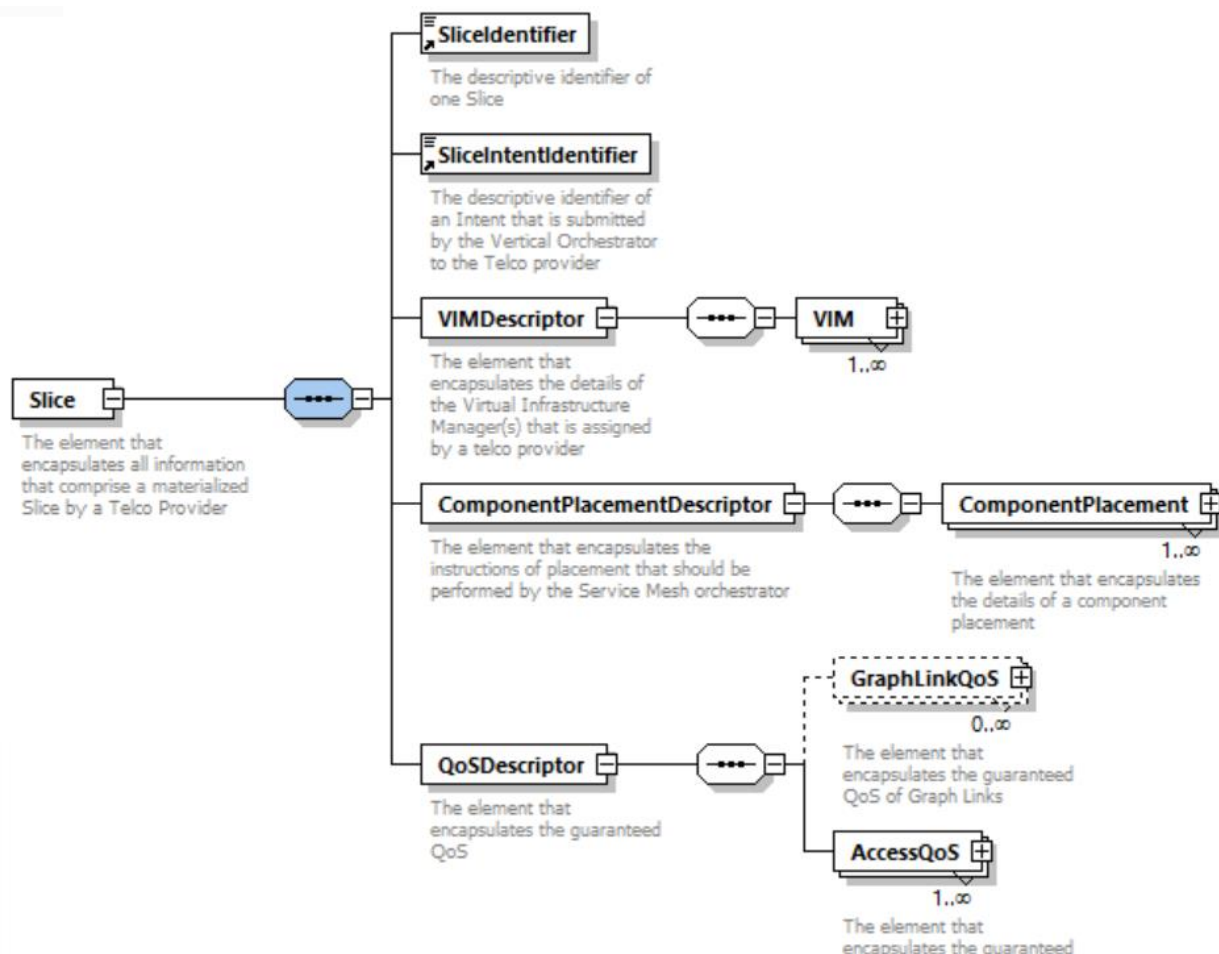 SliceIdentifier
The descriptive identifier of
one Slice
SliceIntentIdentifier
The descriptive identifier of
an Intent that is submitted
by the Vertical Orchestrator
to the Telco provider
VIMDescriptor
VIM
1..∞
The element that
encapsulates the details of
the Virtual Infrastructure
Manager(s) that is assigned
by a telco provider
Slice
The element that
encapsulates all information
that comprise a materialized
Slice by a Telco Provider
ComponentPlacementDescriptor
ComponentPlacement
1..∞
The element that encapsulates the
instructions of placement that should be
performed by the Service Mesh orchestrator
The element that encapsulates
the details of a component
placement
GraphLinkQoS
0..∞
The element that
encapsulates the guaranteed
QoS of Graph Links
QoSDescriptor
The element that
encapsulates the guaranteed
QoS
AccessQoS
1..∞
The element that
encapsulates the guaranteed